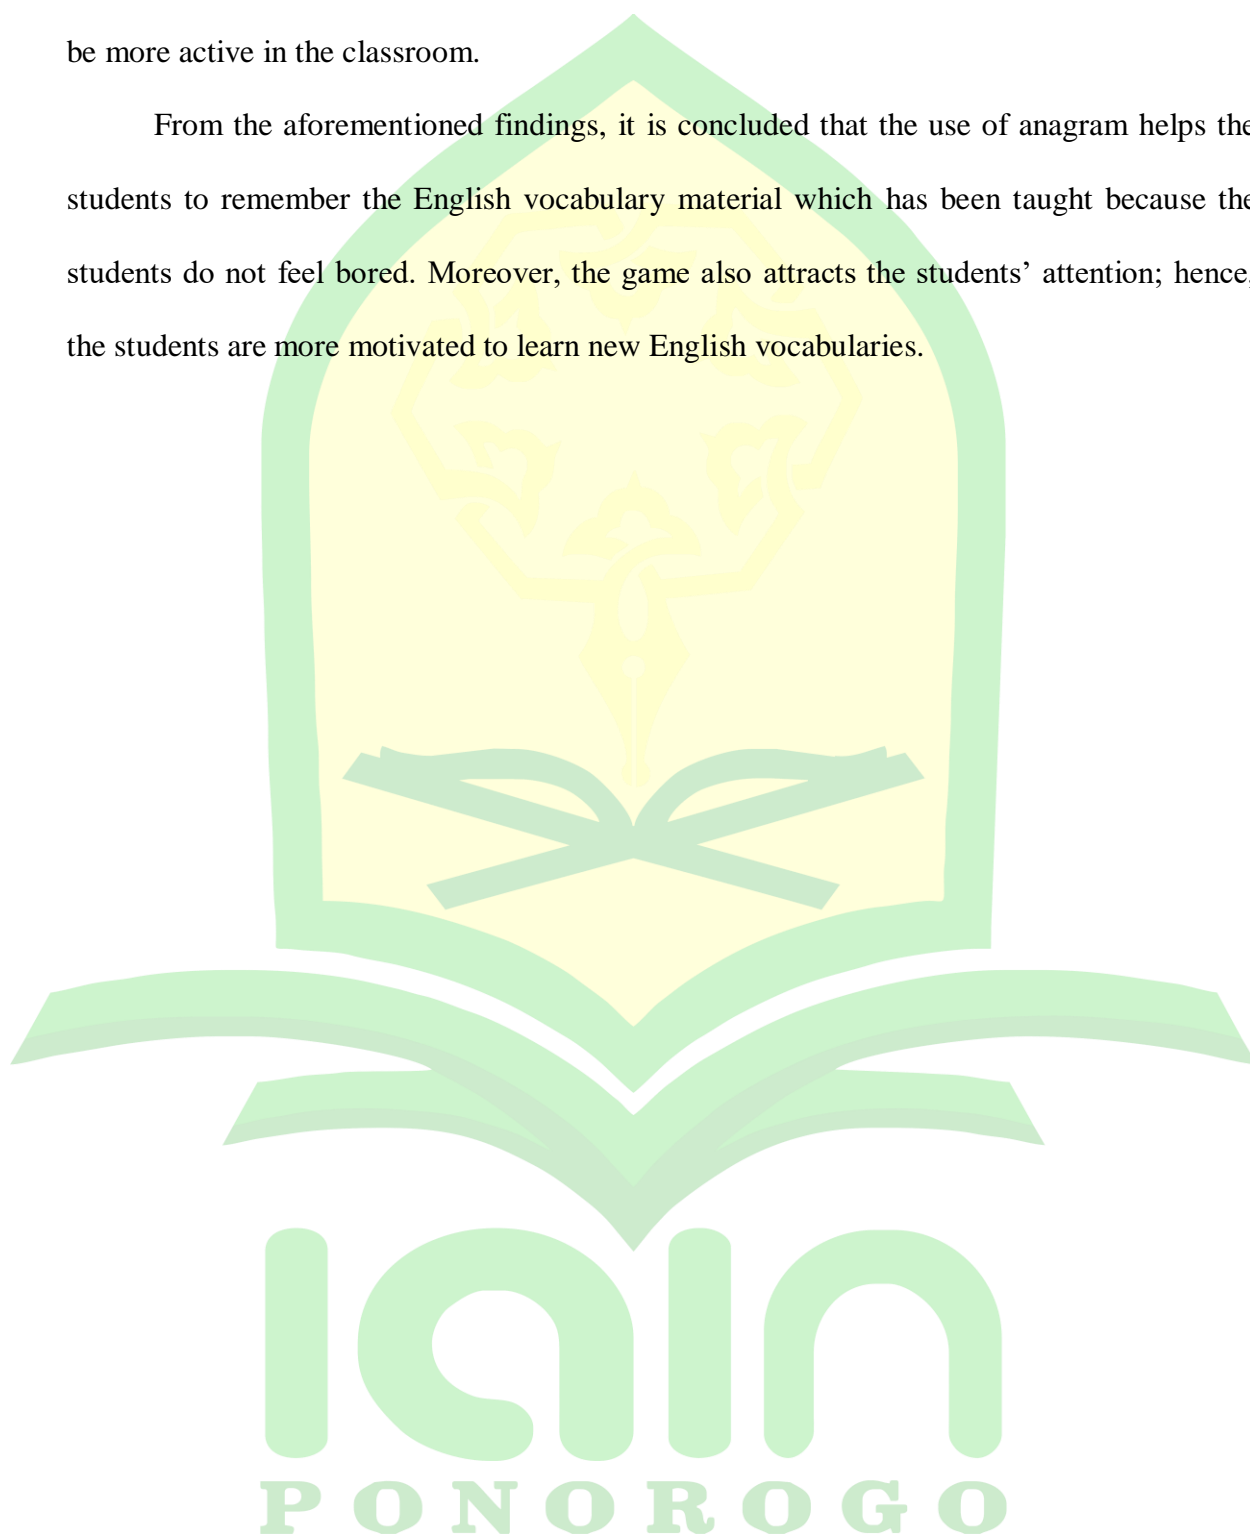 be more active in the classroom.
From the aforementioned findings, it is concluded that the use of anagram helps the
students to remember the English vocabulary material which has been taught because the
students do not feel bored. Moreover, the game also attracts the students’ attention; hence,
the students are more motivated to learn new English vocabularies.
iain
PONOROGO